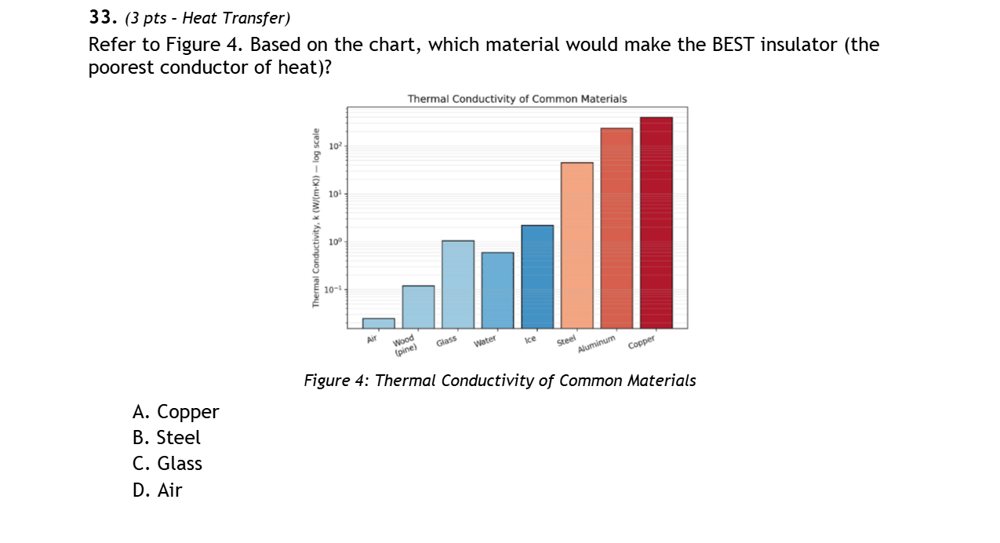 33. (3 pts - Heat Transfer)
Refer to Figure 4. Based on the chart, which material would make the BEST insulator (the
poorest conductor of heat)?
Thermal Conductivity of Common Materials
Thermal Conductivity, k (W/(m·K)) — log scale
10²
10¹
10⁰
10⁻¹
Air
Wood
(pine)
Glass
Water
Ice
Steel
Aluminum
Copper
Figure 4: Thermal Conductivity of Common Materials
A. Copper
B. Steel
C. Glass
D. Air